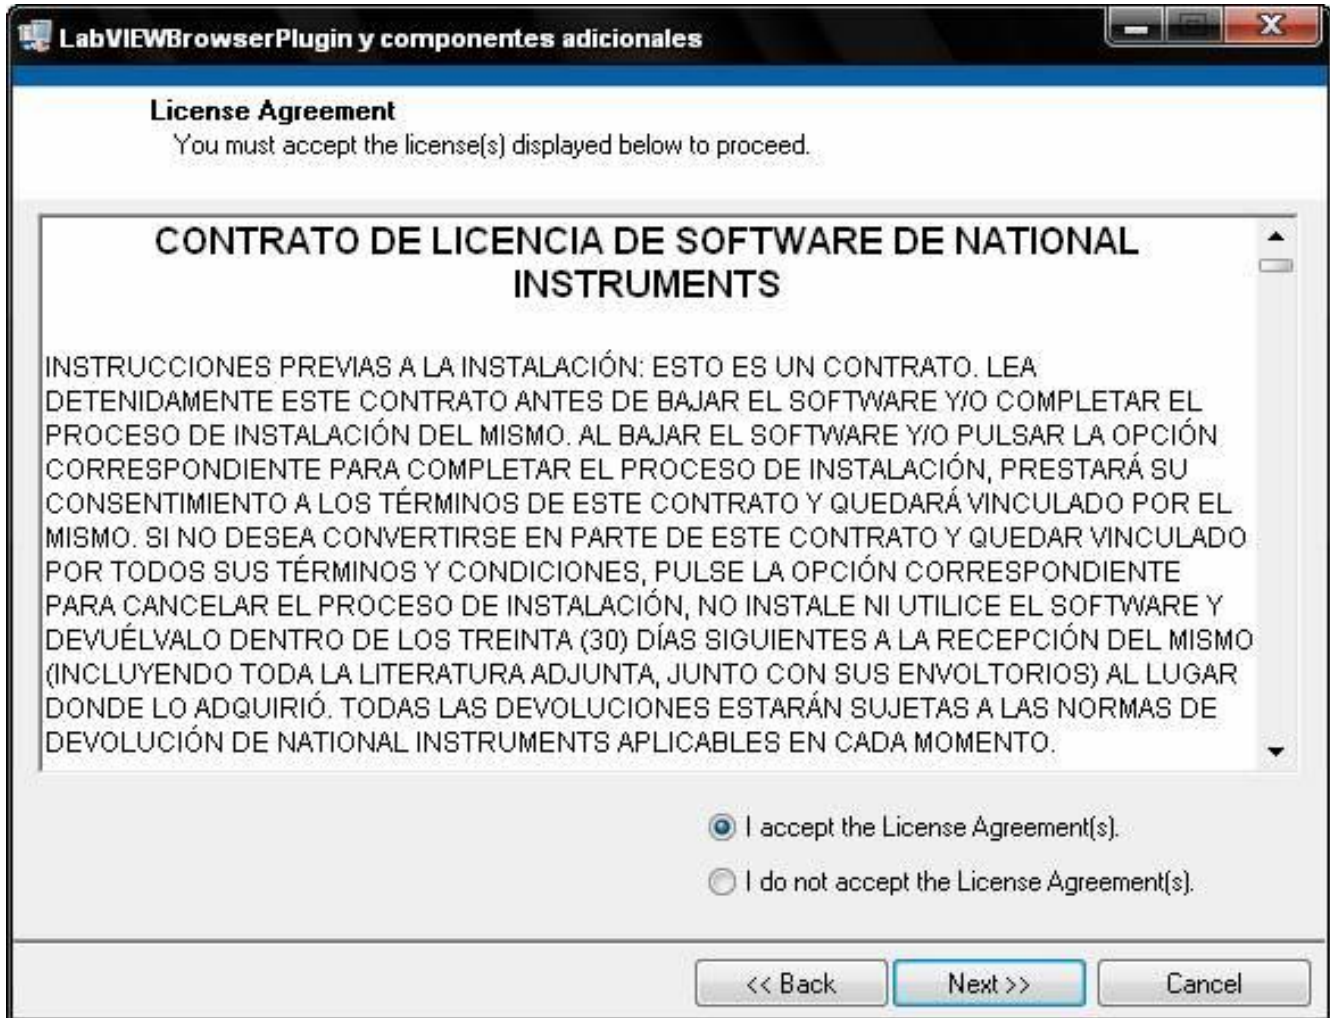 LabVIEWBrowserPlugin y componentes adicionales
License Agreement
You must accept the license(s) displayed below to proceed.
CONTRATO DE LICENCIA DE SOFTWARE DE NATIONAL
INSTRUMENTS
INSTRUCCIONES PREVIAS A LA INSTALACIÓN: ESTO ES UN CONTRATO. LEA
DETENIDAMENTE ESTE CONTRATO ANTES DE BAJAR EL SOFTWARE Y/O COMPLETAR EL
PROCESO DE INSTALACIÓN DEL MISMO. AL BAJAR EL SOFTWARE Y/O PULSAR LA OPCIÓN
CORRESPONDIENTE PARA COMPLETAR EL PROCESO DE INSTALACIÓN, PRESTARÁ SU
CONSENTIMIENTO A LOS TÉRMINOS DE ESTE CONTRATO Y QUEDARÁ VINCULADO POR EL
MISMO. SI NO DESEA CONVERTIRSE EN PARTE DE ESTE CONTRATO Y QUEDAR VINCULADO
POR TODOS SUS TÉRMINOS Y CONDICIONES, PULSE LA OPCIÓN CORRESPONDIENTE
PARA CANCELAR EL PROCESO DE INSTALACIÓN, NO INSTALE NI UTILICE EL SOFTWARE Y
DEVUÉLVALO DENTRO DE LOS TREINTA (30) DÍAS SIGUIENTES A LA RECEPCIÓN DEL MISMO
(INCLUYENDO TODA LA LITERATURA ADJUNTA, JUNTO CON SUS ENVOLTORIOS) AL LUGAR
DONDE LO ADQUIRIÓ. TODAS LAS DEVOLUCIONES ESTARÁN SUJETAS A LAS NORMAS DE
DEVOLUCIÓN DE NATIONAL INSTRUMENTS APLICABLES EN CADA MOMENTO.
I accept the License Agreement(s).
I do not accept the License Agreement(s).
<< Back Next >> Cancel